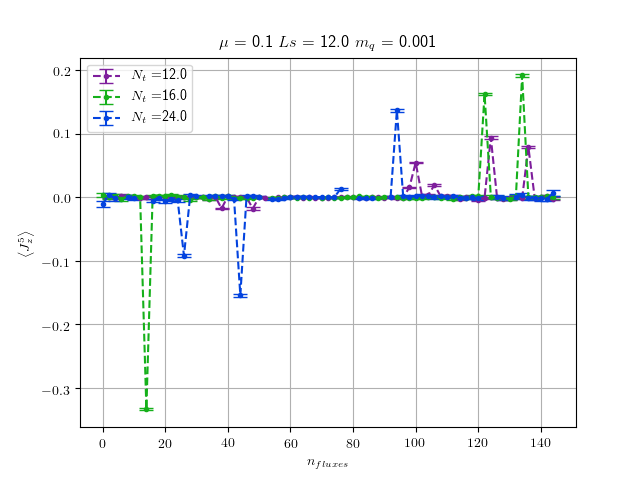 μ = 0.1 Ls = 12.0 m_q = 0.001
N_t =12.0
N_t =16.0
N_t =24.0
0.2
0.1
0.0
−0.1
−0.2
−0.3
⟨J_z^5⟩
0 20 40 60 80 100 120 140
n_{fluxes}